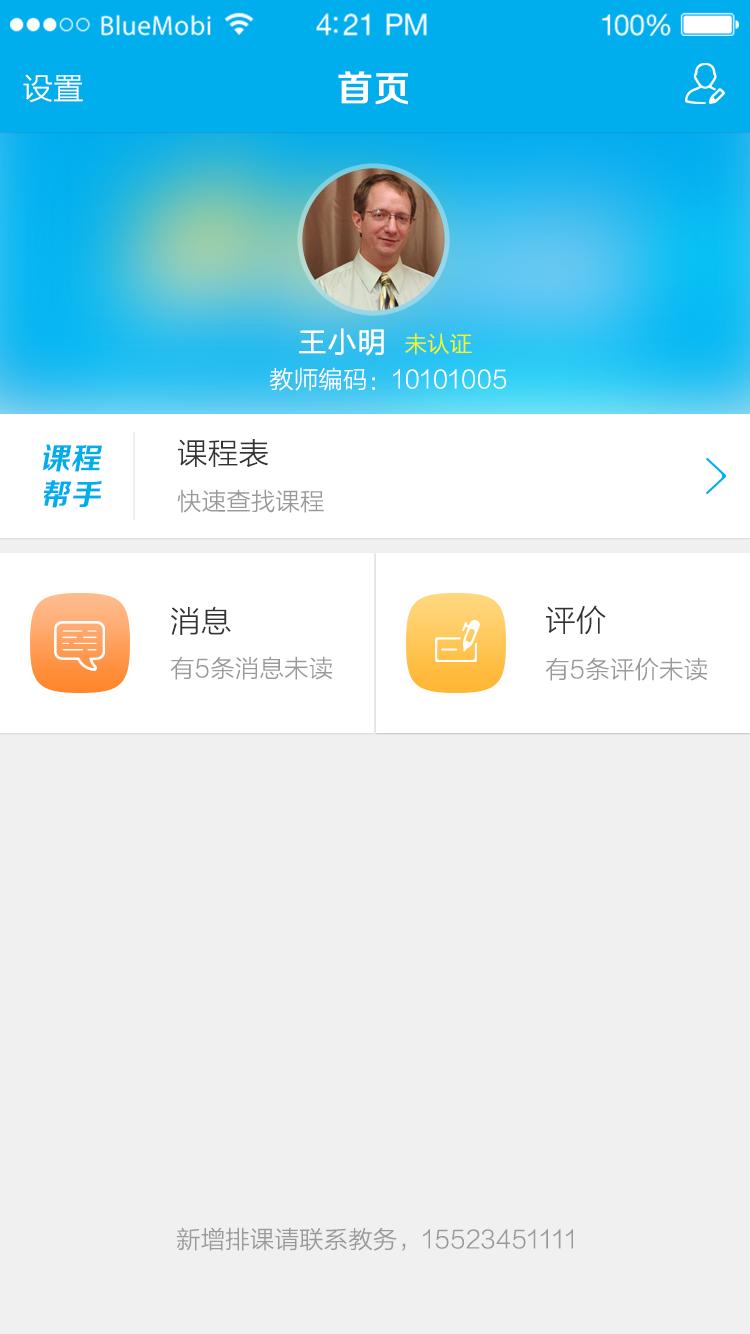 BlueMobi 4:21 PM 100%
设置 首页
王小明 未认证
教师编码：10101005
课程
帮手
课程表
快速查找课程
消息
有5条消息未读
评价
有5条评价未读
新增排课请联系教务，15523451111